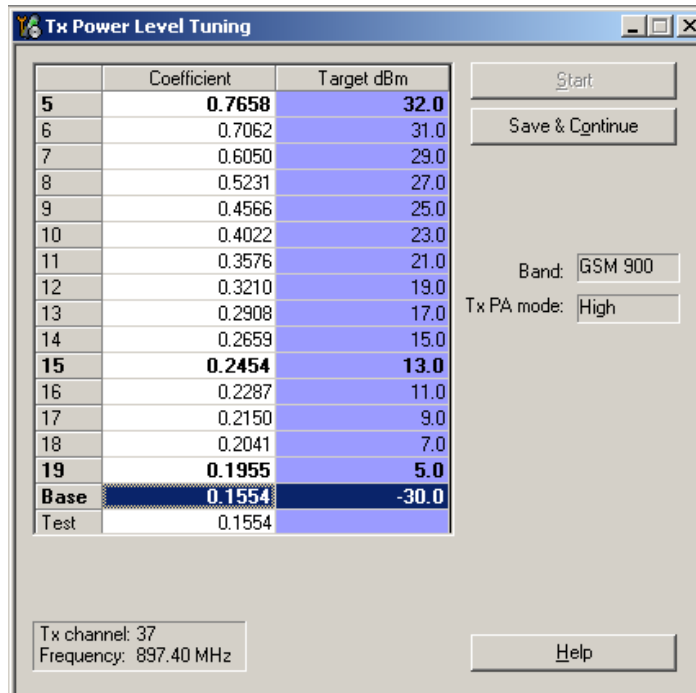 Tx Power Level Tuning
Coefficient Target dBm
5 0.7658 32.0
6 0.7062 31.0
7 0.6050 29.0
8 0.5231 27.0
9 0.4566 25.0
10 0.4022 23.0
11 0.3576 21.0
12 0.3210 19.0
13 0.2908 17.0
14 0.2659 15.0
15 0.2454 13.0
16 0.2287 11.0
17 0.2150 9.0
18 0.2041 7.0
19 0.1955 5.0
Base 0.1554 -30.0
Test 0.1554
Start
Save & Continue
Band: GSM 900
Tx PA mode: High
Tx channel: 37
Frequency: 897.40 MHz
Help